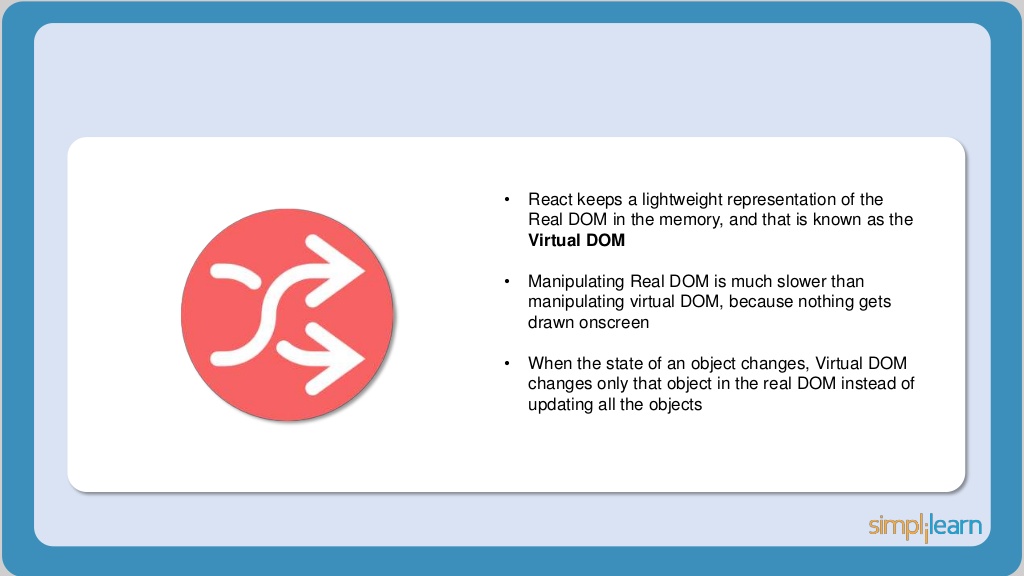 • React keeps a lightweight representation of the
Real DOM in the memory, and that is known as the
Virtual DOM
• Manipulating Real DOM is much slower than
manipulating virtual DOM, because nothing gets
drawn onscreen
• When the state of an object changes, Virtual DOM
changes only that object in the real DOM instead of
updating all the objects
simplilearn